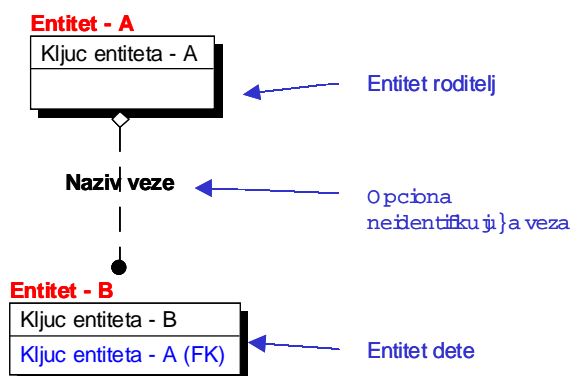 Entitet - A
Kljuc entiteta - A
Entitet roditelj
Naziv veze
Opciona
neidentifikuju}a veza
Entitet - B
Kljuc entiteta - B
Kljuc entiteta - A (FK)
Entitet dete